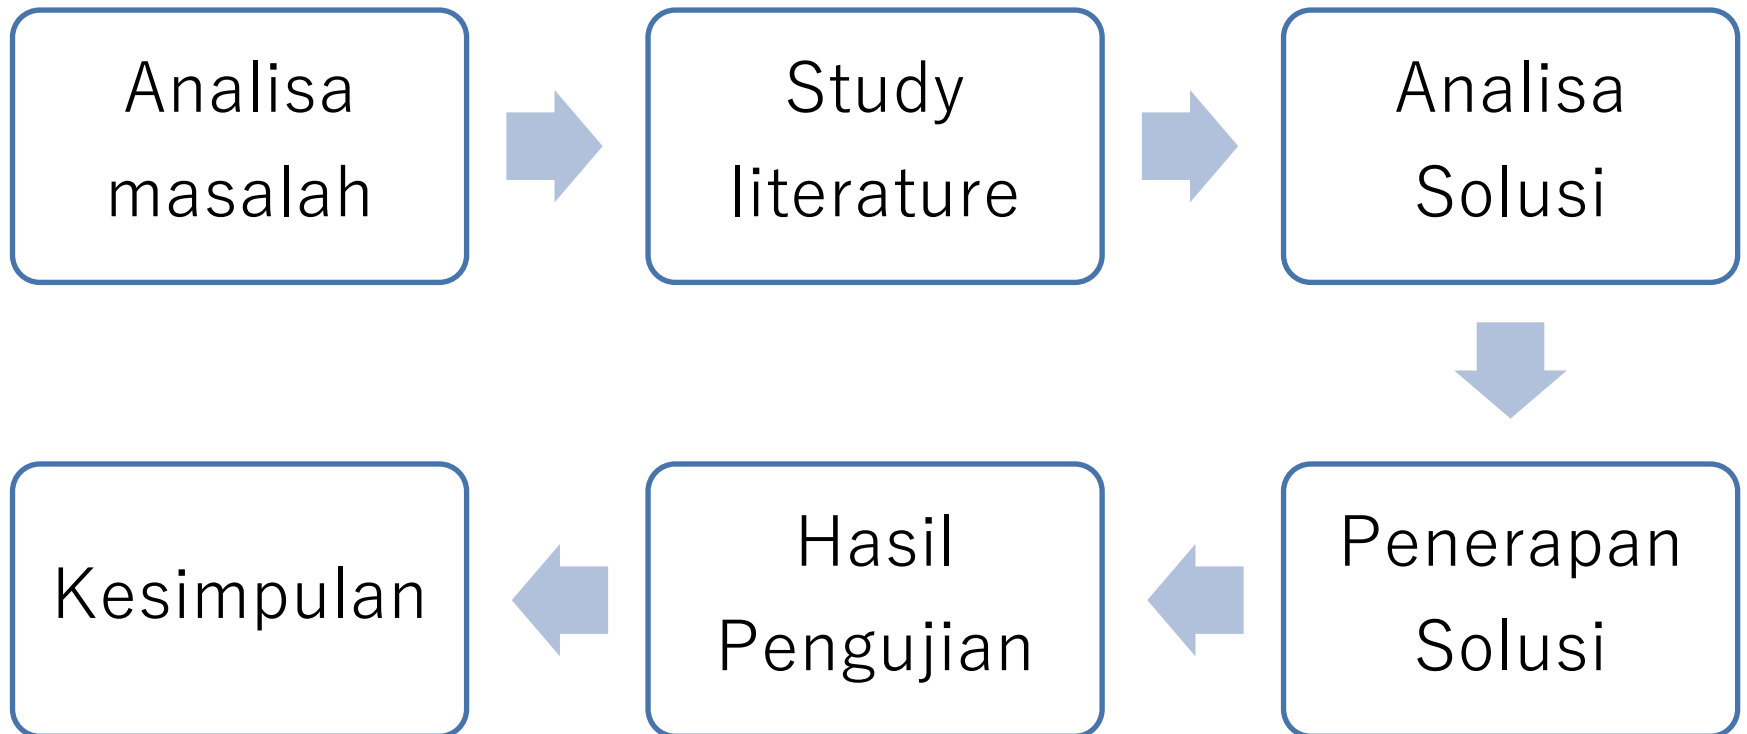 Analisa
masalah
Study
literature
Analisa
Solusi
Penerapan
Solusi
Hasil
Pengujian
Kesimpulan